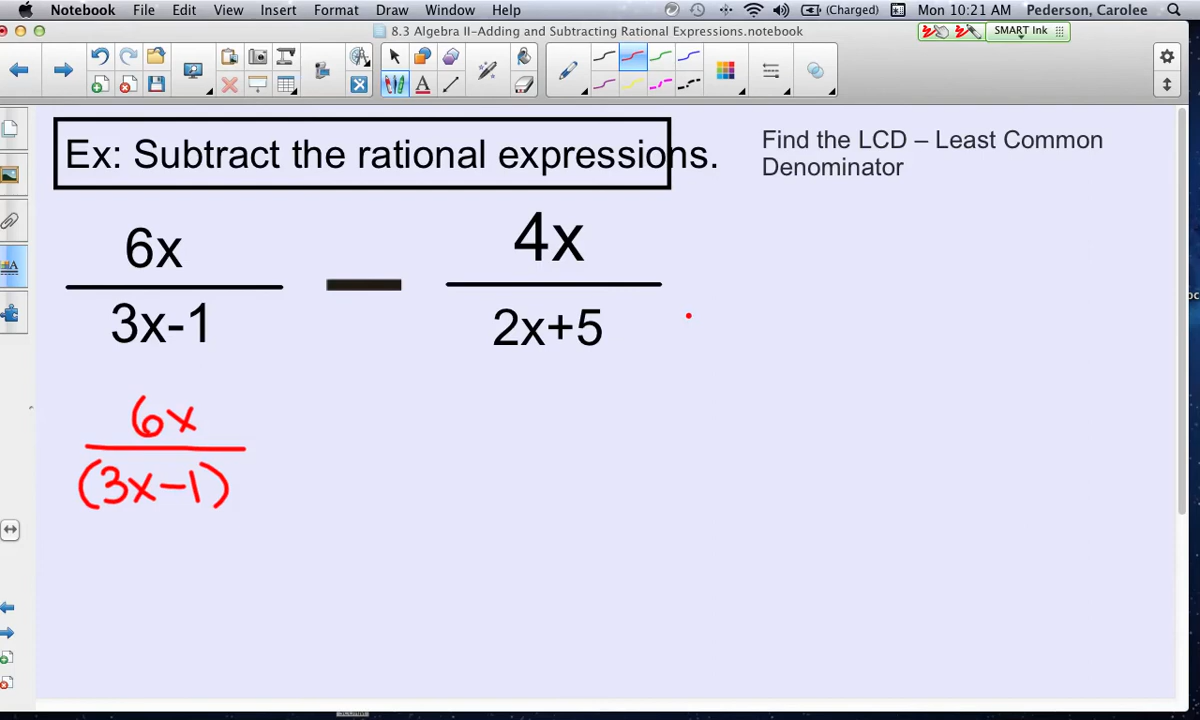 Notebook File Edit View Insert Format Draw Window Help (Charged) Mon 10:21 AM Pederson, Carolee
8.3 Algebra II-Adding and Subtracting Rational Expressions.notebook
SMART Ink
Ex: Subtract the rational expressions.
Find the LCD – Least Common
Denominator
6x
3x-1
—
4x
2x+5
6x
(3x-1)